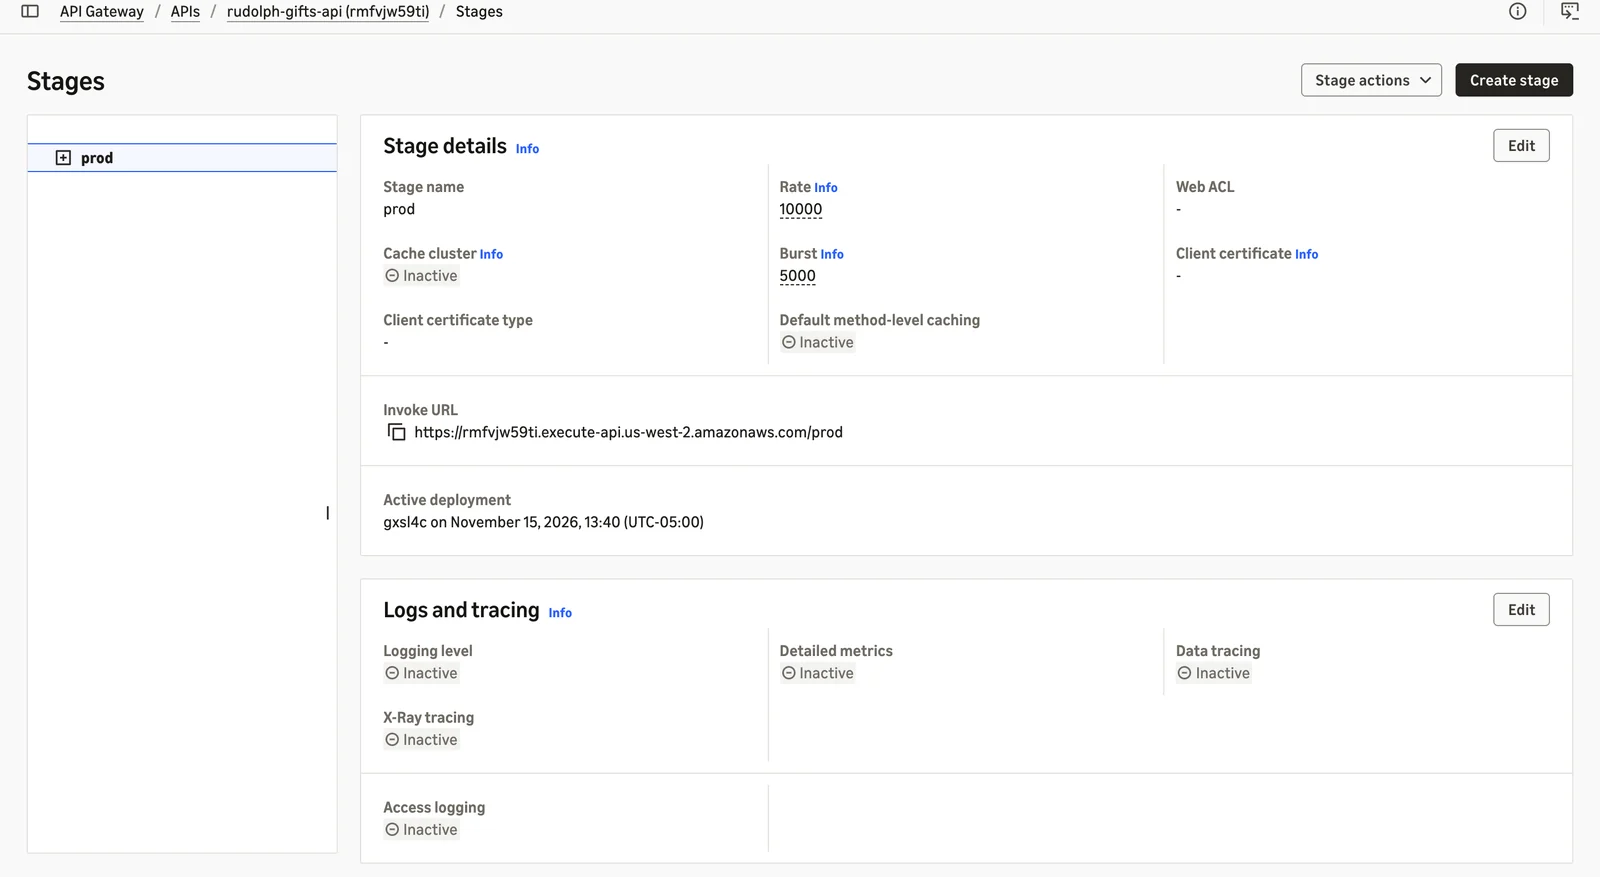 API Gateway / APIs / rudolph-gifts-api (rmfvjw59ti) / Stages
Stages
Stage actions
Create stage
prod
Stage details Info
Edit
Stage name
prod
Rate Info
10000
Web ACL
-
Cache cluster Info
Inactive
Burst Info
5000
Client certificate Info
-
Client certificate type
-
Default method-level caching
Inactive
Invoke URL
https://rmfvjw59ti.execute-api.us-west-2.amazonaws.com/prod
Active deployment
gxsl4c on November 15, 2026, 13:40 (UTC-05:00)
Logs and tracing Info
Edit
Logging level
Inactive
Detailed metrics
Inactive
Data tracing
Inactive
X-Ray tracing
Inactive
Access logging
Inactive